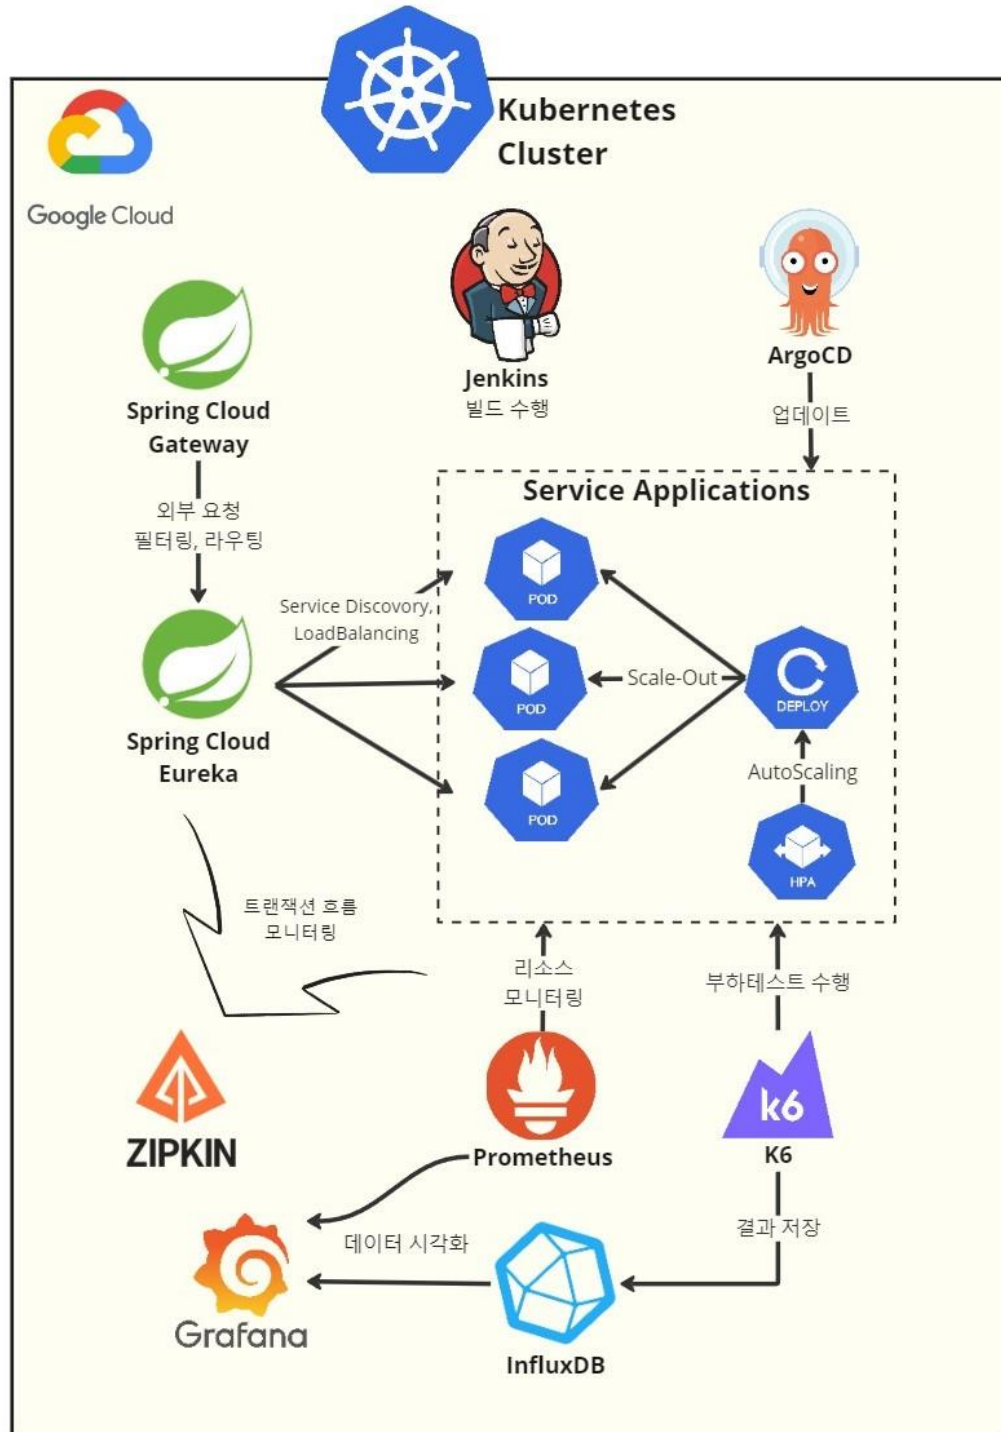 Kubernetes
Cluster
Google Cloud
Jenkins
빌드 수행
ArgoCD
업데이트
Spring Cloud
Gateway
외부 요청
필터링, 라우팅
Service Applications
POD
Service Discovery,
LoadBalancing
Spring Cloud
Eureka
POD
Scale-Out
DEPLOY
POD
AutoScaling
HPA
트랜잭션 흐름
모니터링
리소스
모니터링
부하테스트 수행
ZIPKIN
Prometheus
k6
K6
데이터 시각화
결과 저장
Grafana
InfluxDB